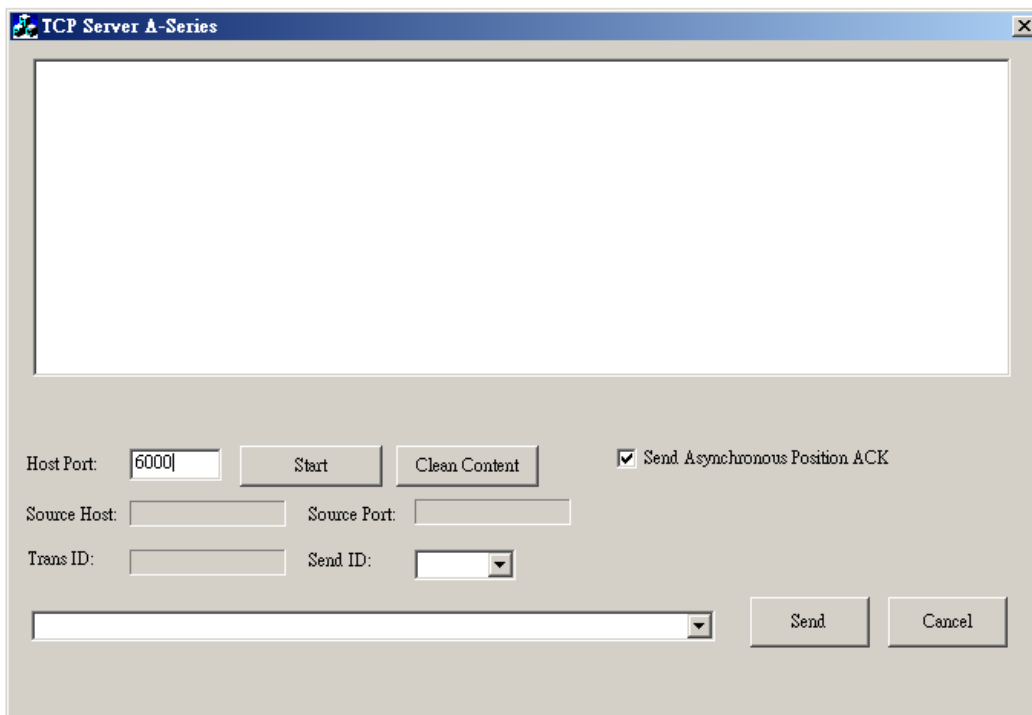 TCP Server A-Series
Host Port: 6000 Start Clean Content Send Asynchronous Position ACK
Source Host: Source Port:
Trans ID: Send ID:
Send Cancel